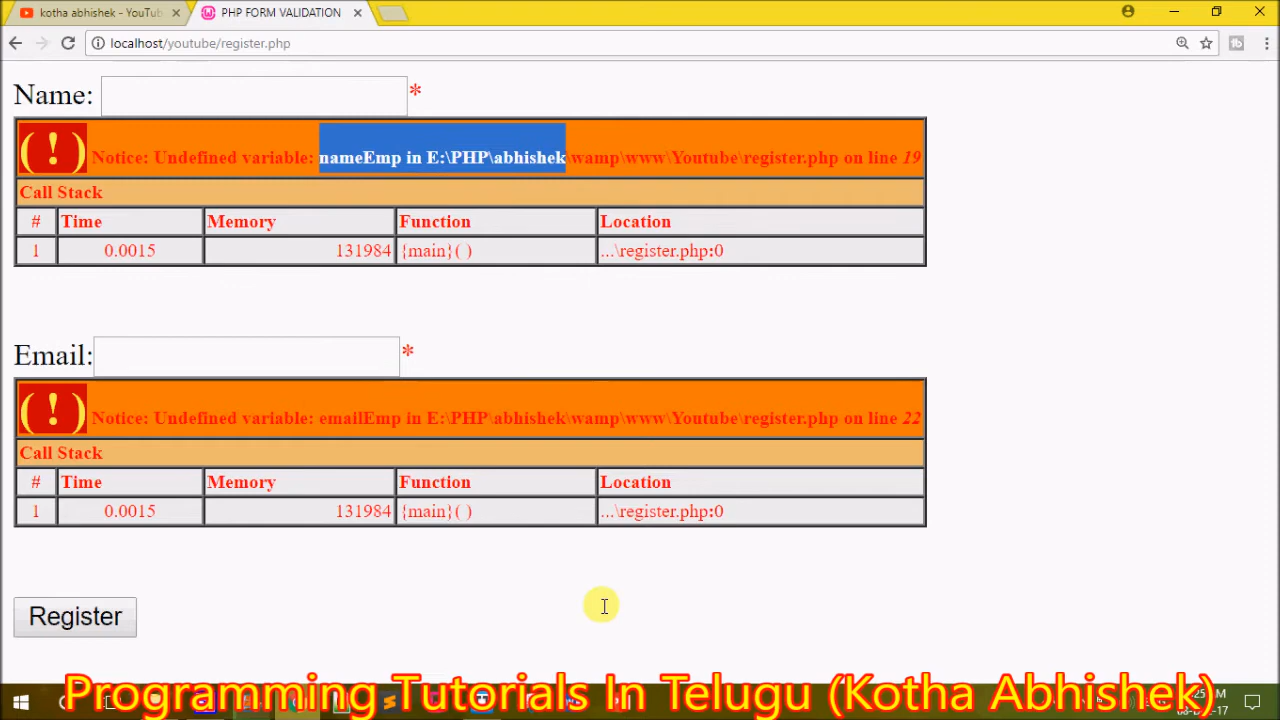 kotha abhishek - YouTub
PHP FORM VALIDATION
localhost/youtube/register.php
Name: *
( ! ) Notice: Undefined variable: nameEmp in E:\PHP\abhishek\wamp\www\Youtube\register.php on line 19
Call Stack
# Time Memory Function Location
1 0.0015 131984 {main}( ) ...\register.php:0
Email: *
( ! ) Notice: Undefined variable: emailEmp in E:\PHP\abhishek\wamp\www\Youtube\register.php on line 22
Call Stack
# Time Memory Function Location
1 0.0015 131984 {main}( ) ...\register.php:0
Register
Programming Tutorials In Telugu (Kotha Abhishek)